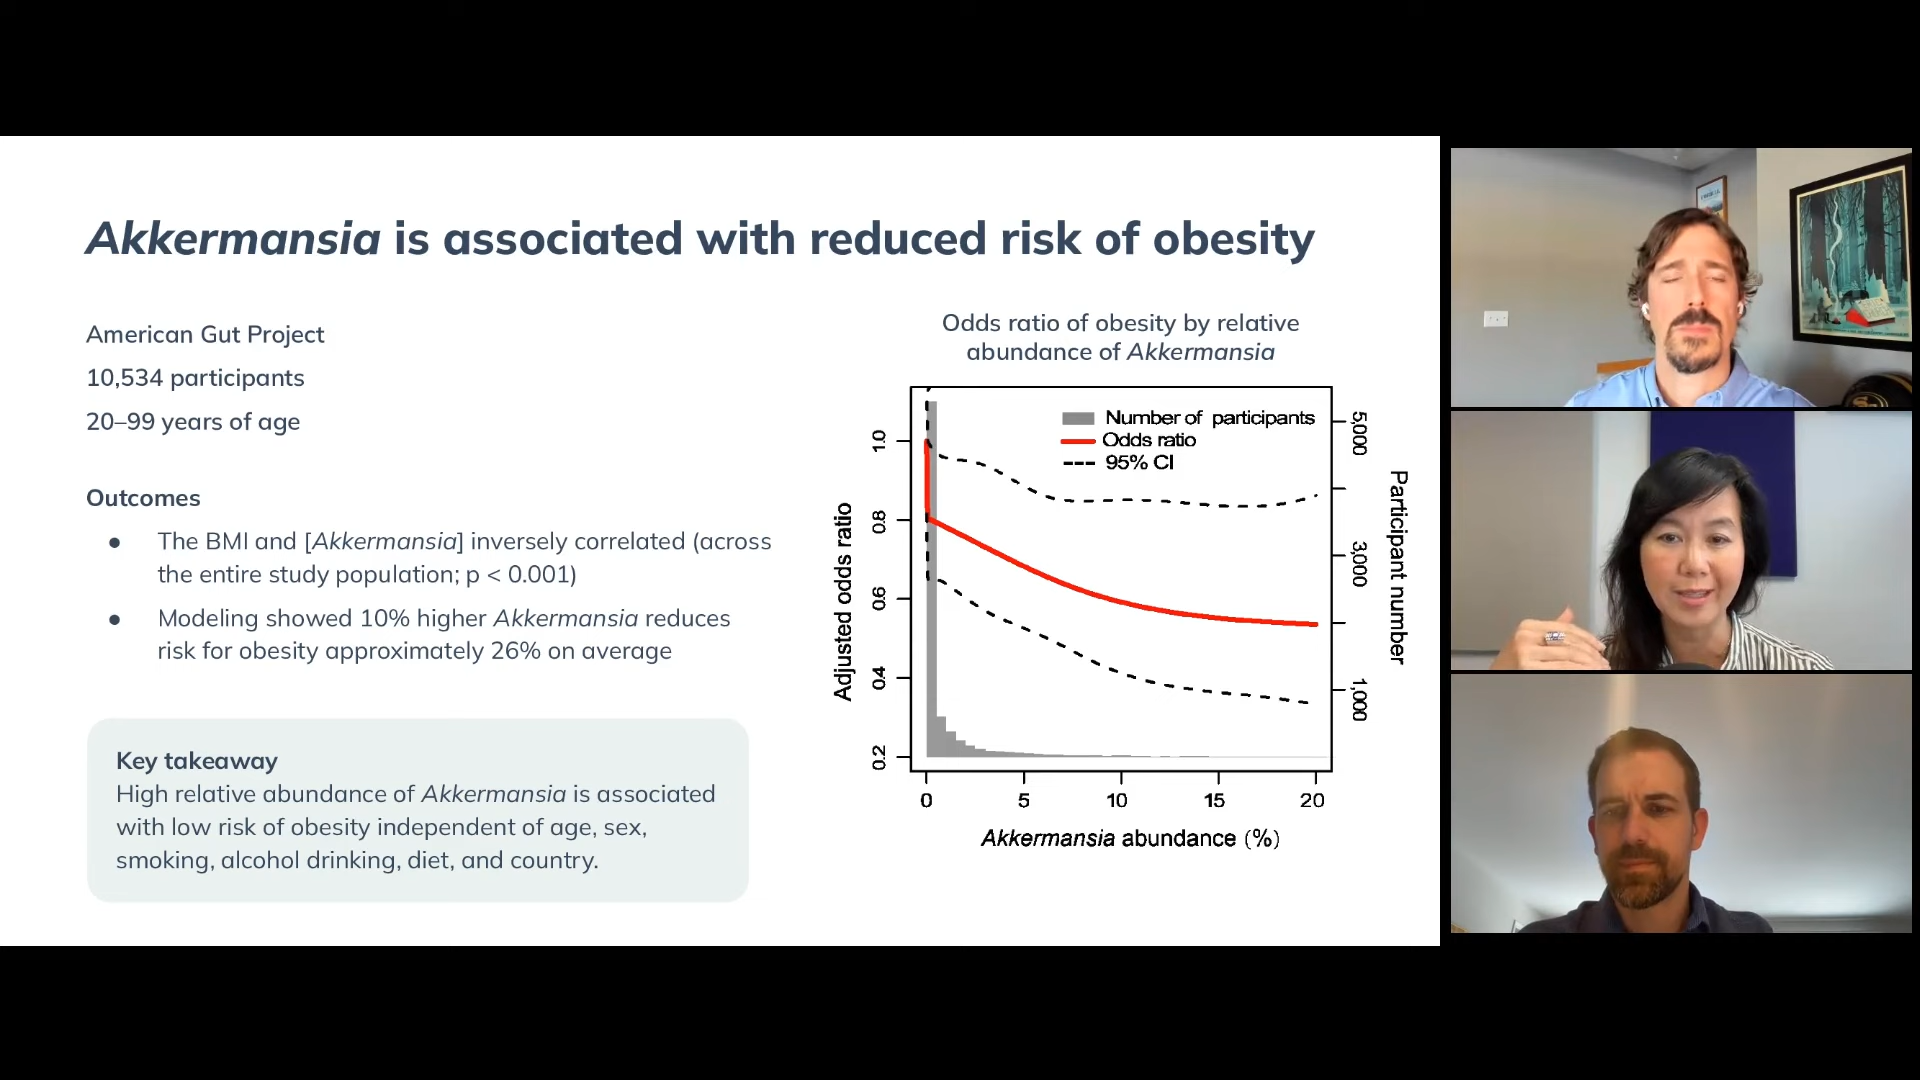 Akkermansia is associated with reduced risk of obesity
American Gut Project
10,534 participants
20–99 years of age
Outcomes
● The BMI and [Akkermansia] inversely correlated (across
the entire study population; p < 0.001)
● Modeling showed 10% higher Akkermansia reduces
risk for obesity approximately 26% on average
Key takeaway
High relative abundance of Akkermansia is associated
with low risk of obesity independent of age, sex,
smoking, alcohol drinking, diet, and country.
Odds ratio of obesity by relative
abundance of Akkermansia
Number of participants
Odds ratio
95% CI
Adjusted odds ratio
1.0
0.8
0.6
0.4
0.2
5,000
3,000
1,000
Participant number
0 5 10 15 20
Akkermansia abundance (%)